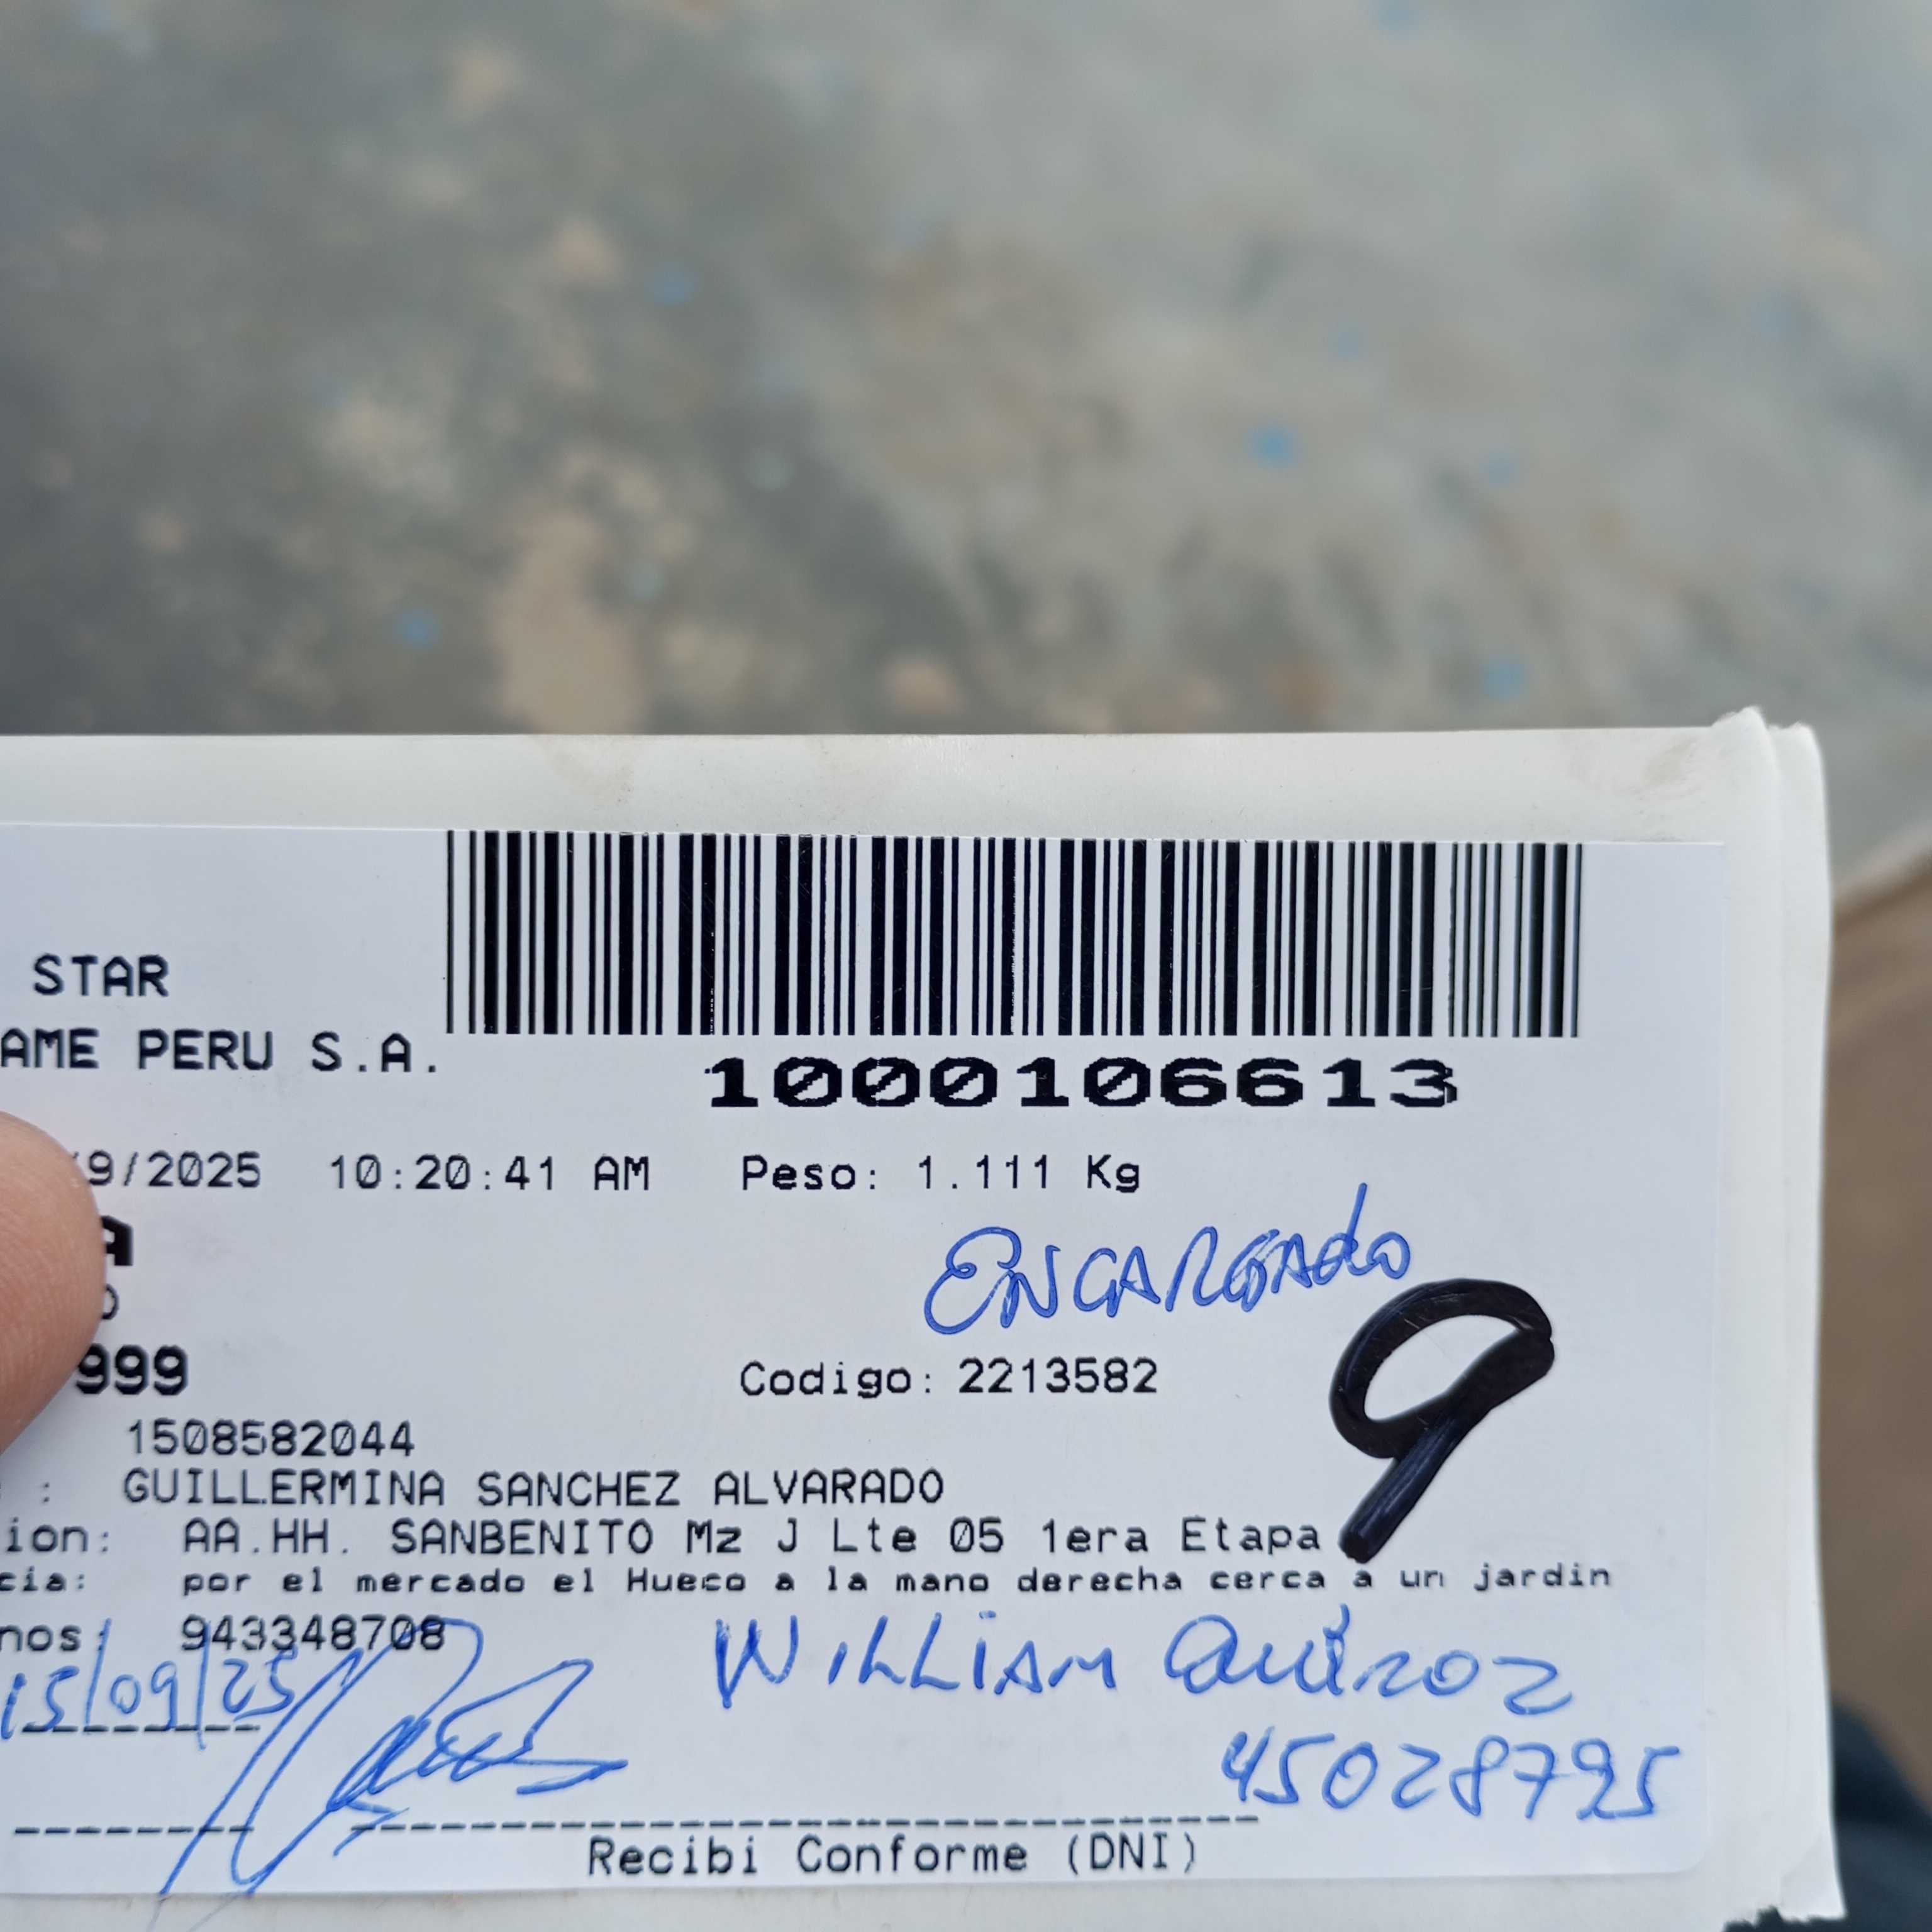 STAR
AME PERU S.A.
1000106613
/9/2025 10:20:41 AM Peso: 1.111 Kg
A
O
ENCARGADO
9
999
Codigo: 2213582
1508582044
: GUILLERMINA SANCHEZ ALVARADO
ion: AA.HH. SANBENITO Mz J Lte 05 1era Etapa
cia: por el mercado el Hueco a la mano derecha cerca a un jardin
nos: 943348708
15/09/25
WILLIAM QUIROZ
45028795
Recibi Conforme (DNI)